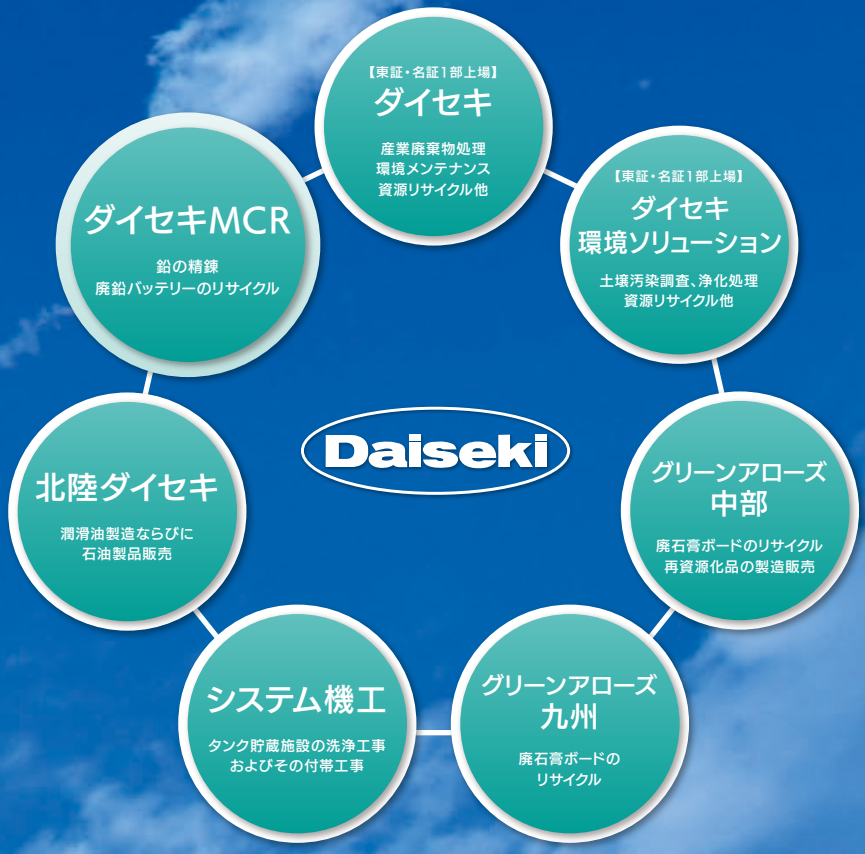 【東証・名証1部上場】
ダイセキ
産業廃棄物処理
環境メンテナンス
資源リサイクル他
【東証・名証1部上場】
ダイセキ
環境ソリューション
土壌汚染調査、浄化処理
資源リサイクル他
グリーンアローズ
中部
廃石膏ボードのリサイクル
再資源化品の製造販売
グリーンアローズ
九州
廃石膏ボードの
リサイクル
システム機工
タンク貯蔵施設の洗浄工事
およびその付帯工事
北陸ダイセキ
潤滑油製造ならびに
石油製品販売
ダイセキMCR
鉛の精錬
廃鉛バッテリーのリサイクル
Daiseki